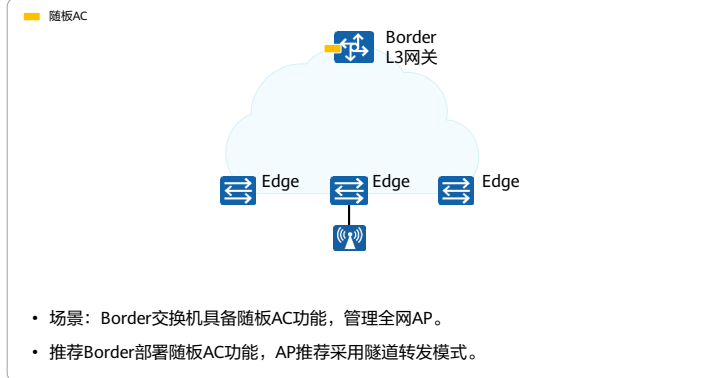 随板AC
Border
L3网关
Edge
Edge
Edge
• 场景：Border交换机具备随板AC功能，管理全网AP。
• 推荐Border部署随板AC功能，AP推荐采用隧道转发模式。